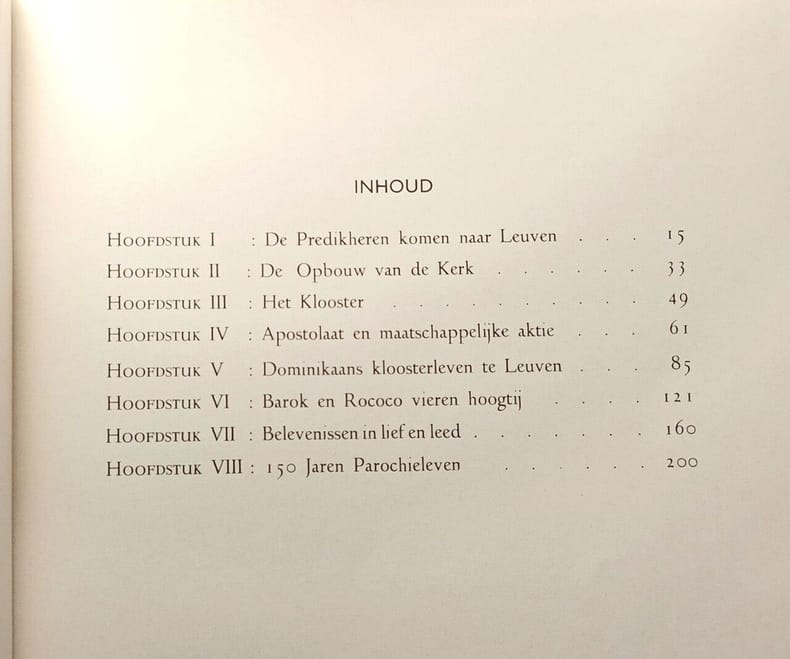 INHOUD
HOOFDSTUK I : De Predikheren komen naar Leuven . . . 15
HOOFDSTUK II : De Opbouw van de Kerk . . . . . . 33
HOOFDSTUK III : Het Klooster . . . . . . . . . . 49
HOOFDSTUK IV : Apostolaat en maatschappelijke aktie . . . 61
HOOFDSTUK V : Dominikaans kloosterleven te Leuven . . . 85
HOOFDSTUK VI : Barok en Rococo vieren hoogtij . . . . 121
HOOFDSTUK VII : Belevenissen in lief en leed . . . . . . . 160
HOOFDSTUK VIII : 150 Jaren Parochieleven . . . . . . 200